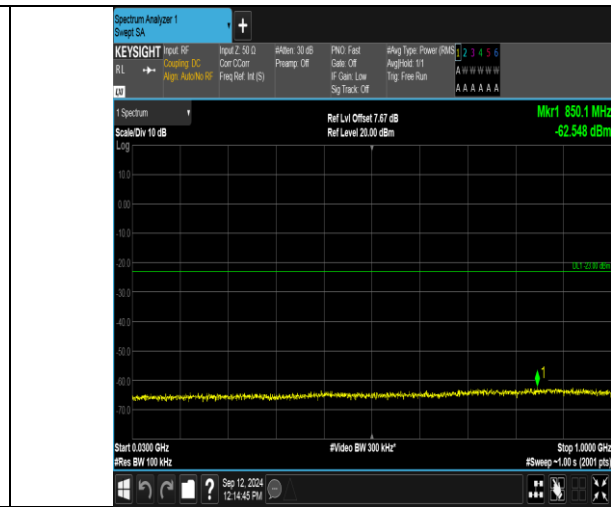 Spectrum Analyzer 1
Swept SA
+
KEYSIGHT Input: RF Input Z: 50 Ω #Atten: 30 dB PNO: Fast #Avg Type: Power (RMS 1 2 3 4 5 6
RL Coupling: DC Corr CCorr Preamp: Off Gate: Off Avg|Hold: 1/1 A W W W W W
Align: Auto/No RF Freq Ref: Int (S) IF Gain: Low Trig: Free Run
Sig Track: Off A A A A A A
LXI
1 Spectrum Ref Lvl Offset 7.67 dB Mkr1 850.1 MHz
Scale/Div 10 dB Ref Level 20.00 dBm -62.548 dBm
Log
10.0
0.00
-10.0
-20.0
DL1 -23.00 dBm
-30.0
-40.0
-50.0
1
-60.0
-70.0
Start 0.0300 GHz #Video BW 300 kHz* Stop 1.0000 GHz
#Res BW 100 kHz #Sweep ~1.00 s (2001 pts)
? Sep 12, 2024
12:14:45 PM